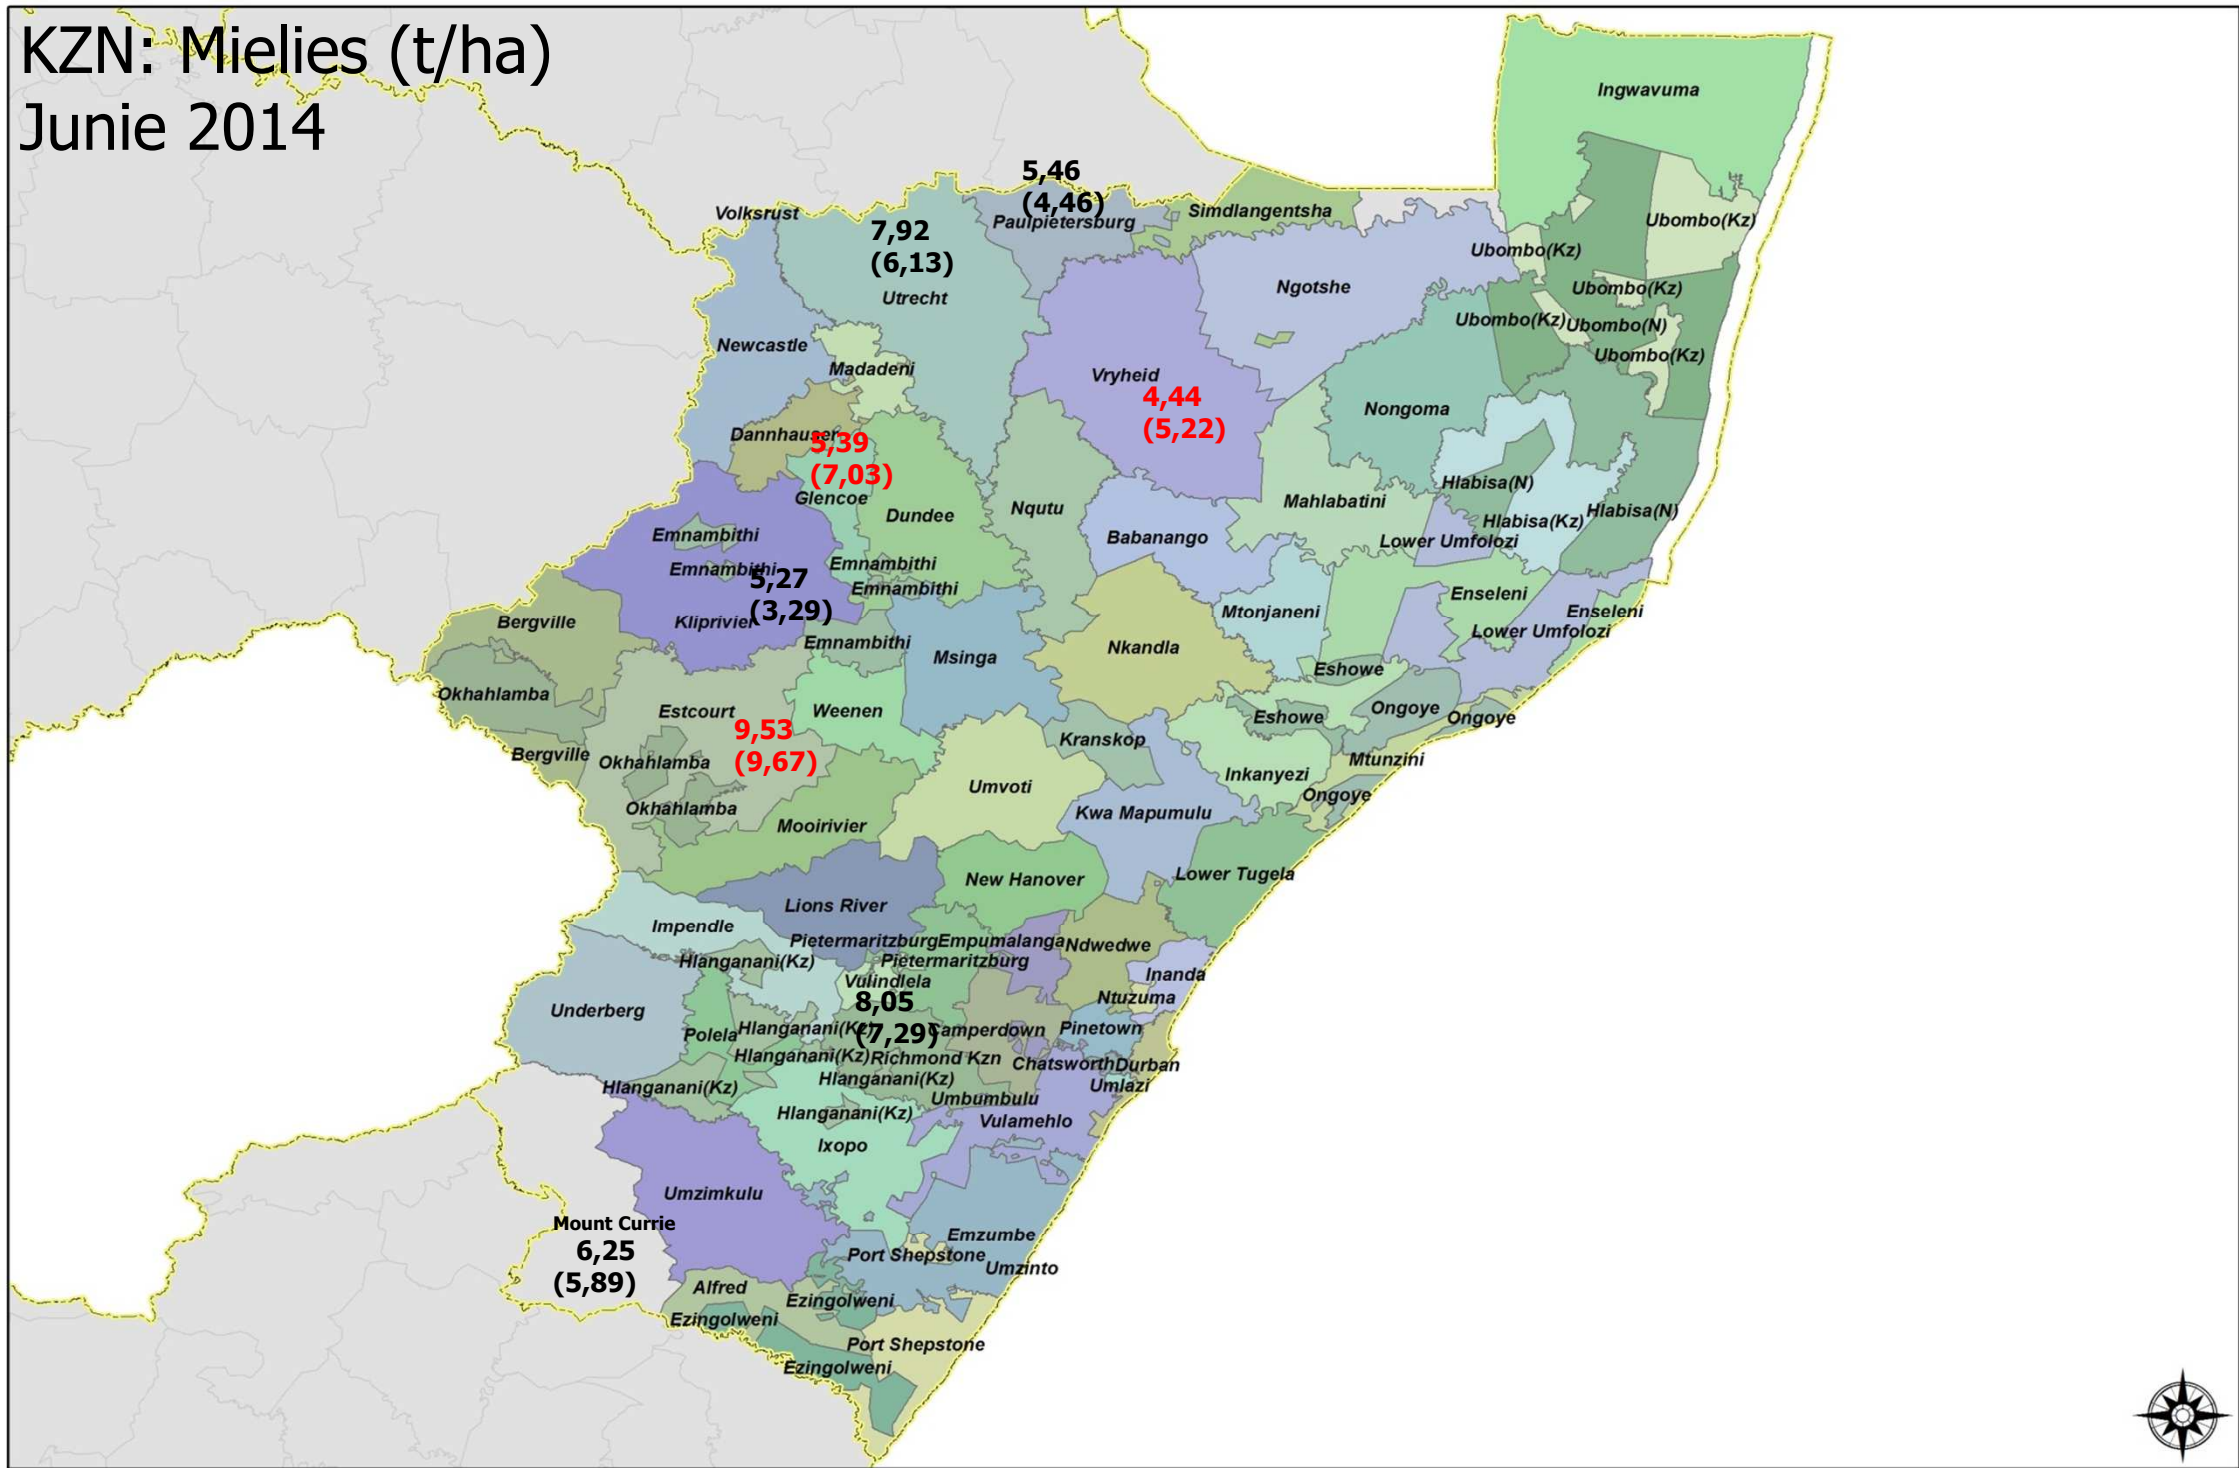 KZN: Mielies (t/ha)
Junie 2014
Ingwavuma
5,46
(4,46)
Paulpietersburg
Simdlangentsha
Volksrust
7,92
(6,13)
Utrecht
Ubombo(Kz)
Ubombo(Kz)
Ngotshe
Ubombo(Kz)
Ubombo(Kz)
Ubombo(N)
Ubombo(Kz)
Newcastle
Madadeni
Vryheid
4,44
(5,22)
Nongoma
Dannhauser
5,39
(7,03)
Glencoe
Dundee
Nqutu
Mahlabatini
Hlabisa(N)
Hlabisa(Kz)
Hlabisa(N)
Emnambithi
Babanango
Lower Umfolozi
Emnambithi
5,27
(3,29)
Emnambithi
Emnambithi
Enseleni
Enseleni
Bergville
Kliprivier
Mtonjaneni
Lower Umfolozi
Emnambithi
Msinga
Nkandla
Eshowe
Okhahlamba
Estcourt
9,53
(9,67)
Weenen
Eshowe
Ongoye
Ongoye
Kranskop
Bergville
Okhahlamba
Mtunzini
Inkanyezi
Umvoti
Ongoye
Okhahlamba
Mooirivier
Kwa Mapumulu
Lower Tugela
New Hanover
Lions River
Impendle
Pietermaritzburg
Empumalanga
Ndwedwe
Hlanganani(Kz)
Pietermaritzburg
Inanda
Vulindlela
8,05
(7,29)
Ntuzuma
Underberg
Polela
Hlanganani(Kz)
Camperdown
Pinetown
Hlanganani(Kz)
Richmond Kzn
Chatsworth
Durban
Hlanganani(Kz)
Hlanganani(Kz)
Umlazi
Umbumbulu
Hlanganani(Kz)
Vulamehlo
Ixopo
Umzimkulu
Mount Currie
6,25
(5,89)
Emzumbe
Port Shepstone
Umzinto
Alfred
Ezingolweni
Ezingolweni
Port Shepstone
Ezingolweni